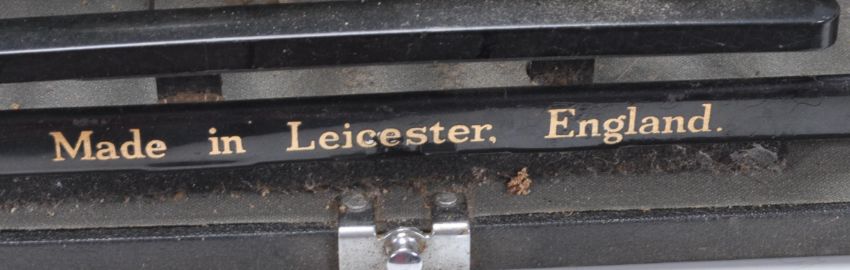 Made in Leicester, England.